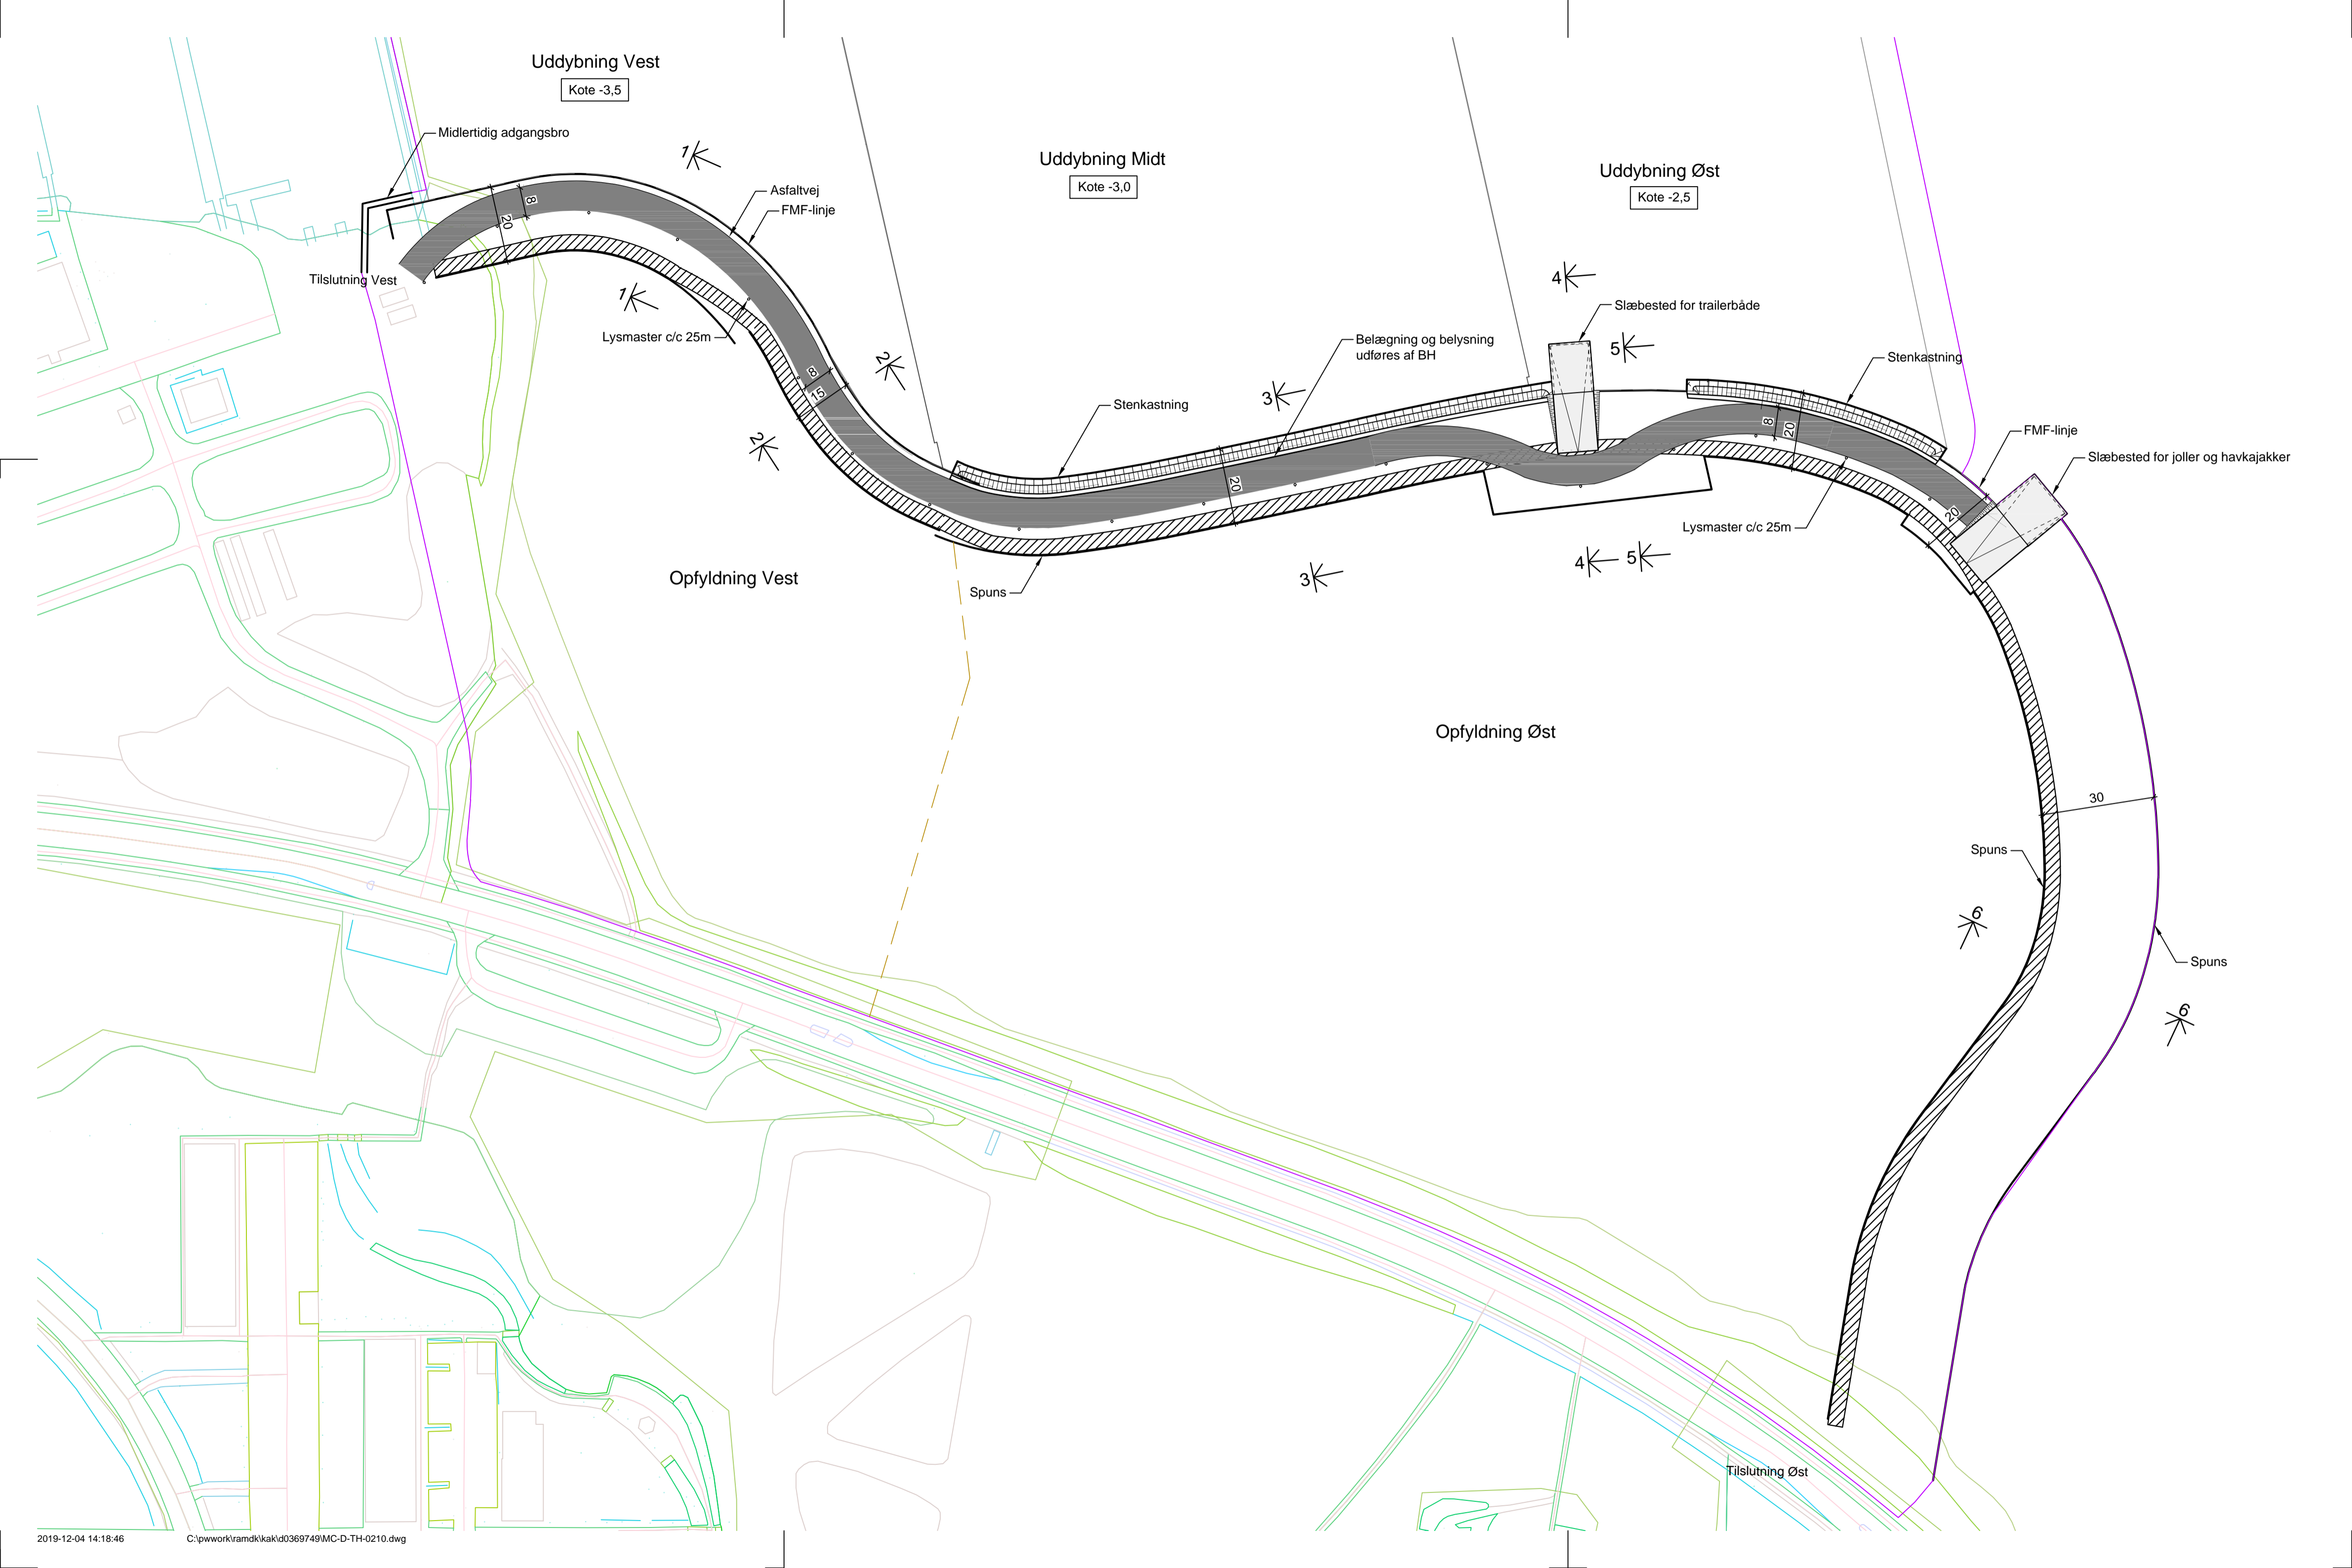 Uddybning Vest
Kote -3,5
Midlertidig adgangsbro
Uddybning Midt
Kote -3,0
Uddybning Øst
Kote -2,5
1
Asfaltvej
FMF-linje
8
20
Tilslutning Vest
1
Lysmaster c/c 25m
2
8
15
2
4
Slæbested for trailerbåde
5
Belægning og belysning
udføres af BH
Stenkastning
3
Stenkastning
8
20
FMF-linje
Slæbested for joller og havkajakker
20
20
Lysmaster c/c 25m
4
5
3
Spuns
Opfyldning Vest
Opfyldning Øst
30
Spuns
6
Spuns
6
Tilslutning Øst
2019-12-04 14:18:46
C:\pwwork\ramdk\kak\d0369749\MC-D-TH-0210.dwg